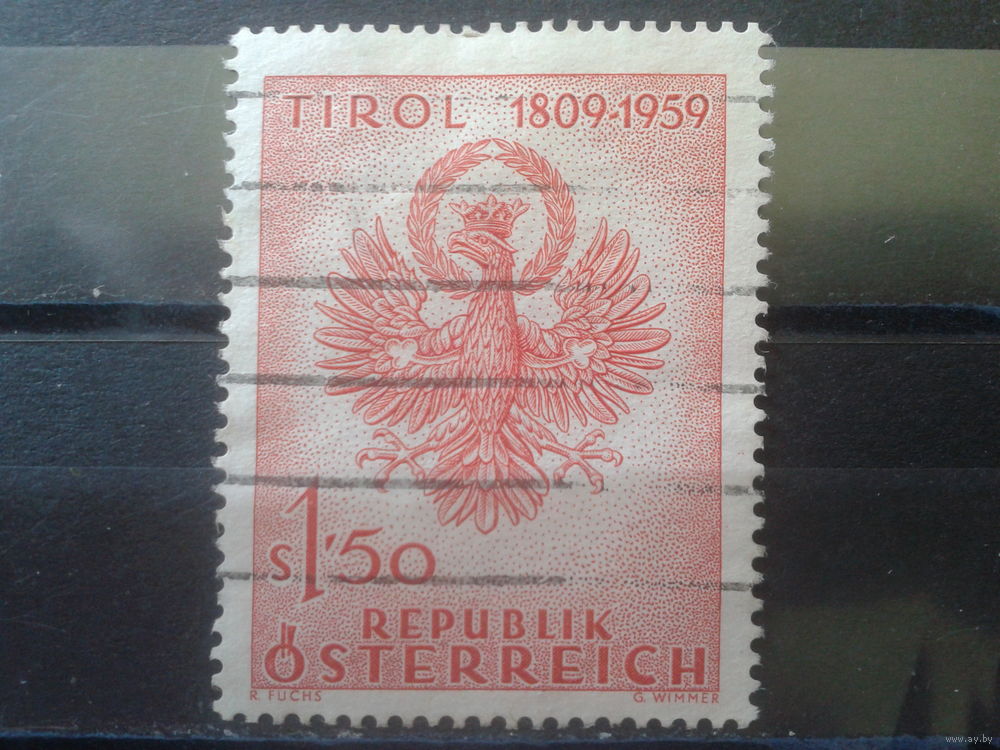 TIROL 1809-1959
S1·50
REPUBLIK
ÖSTERREICH
R. FUCHS G. WIMMER
www.ay.by